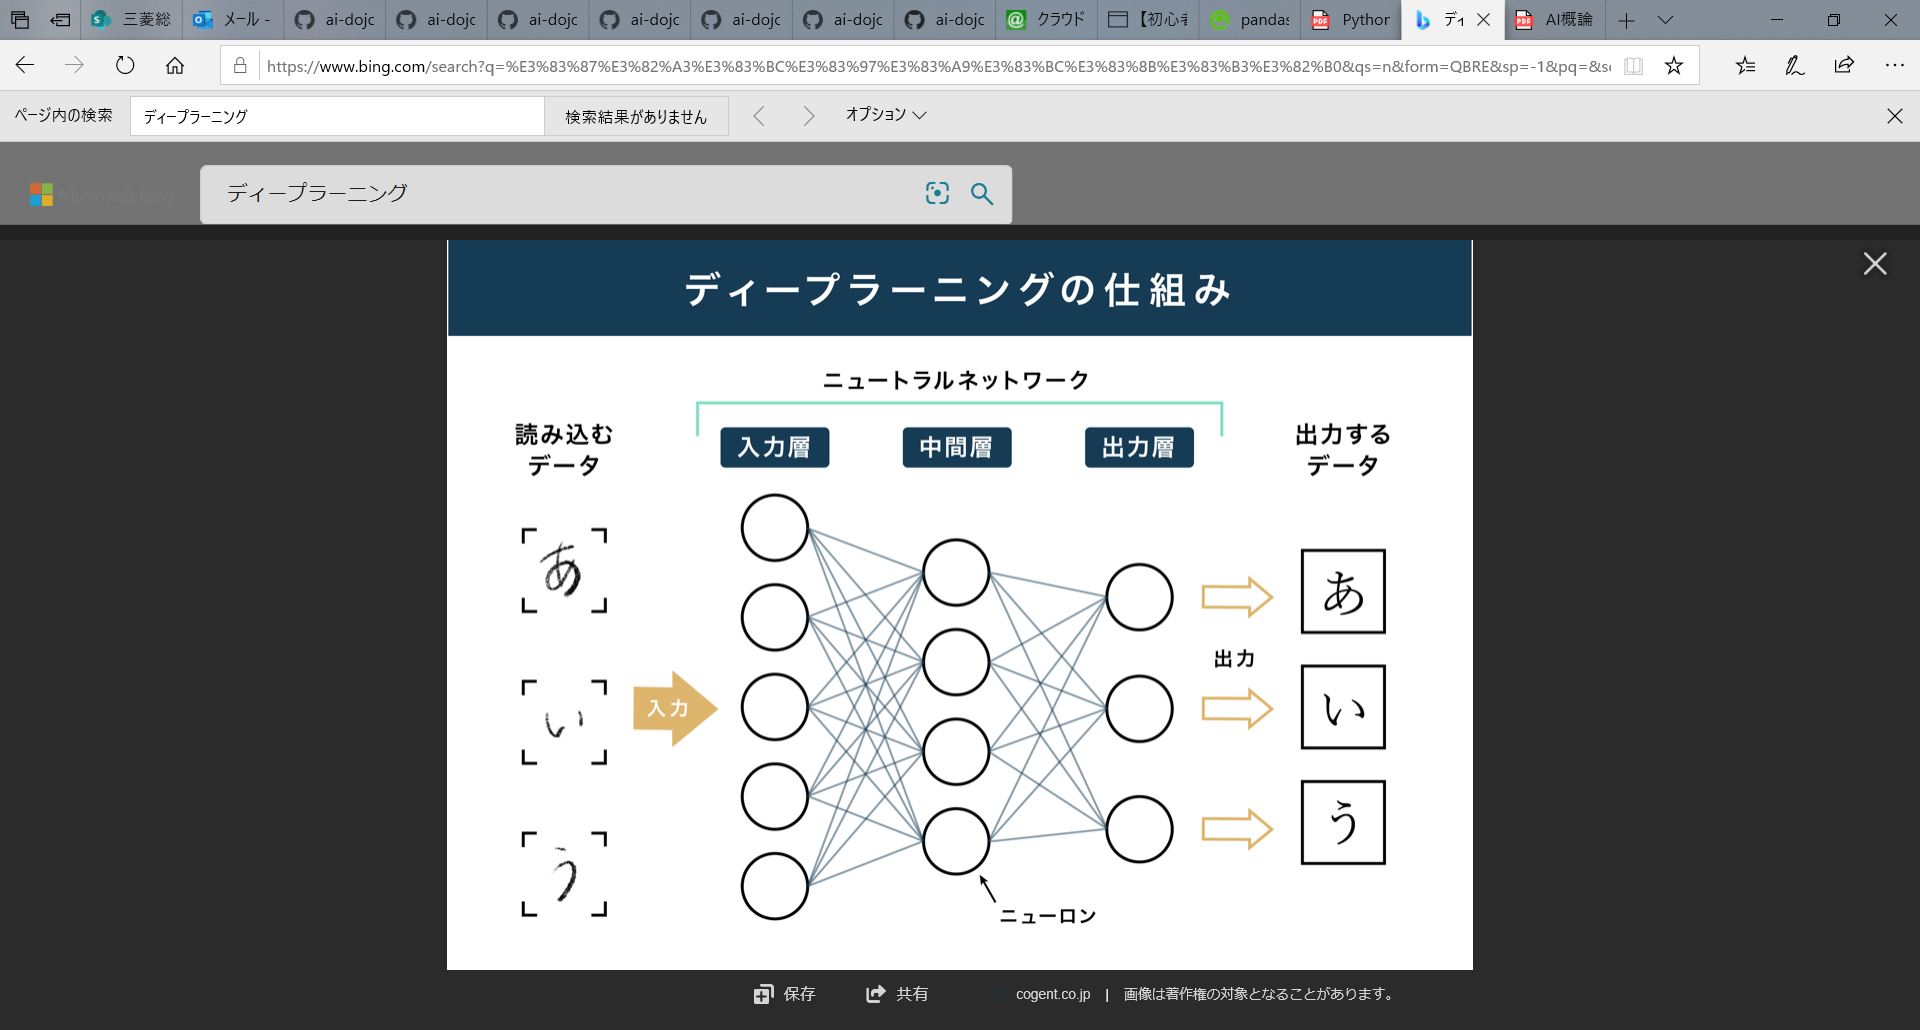 三菱総
メール -
ai-dojc
ai-dojc
ai-dojc
ai-dojc
ai-dojc
ai-dojc
ai-dojc
クラウド
【初心者
pandas
Pythor
ディ
AI概論
https://www.bing.com/search?q=%E3%83%87%E3%82%A3%E3%83%BC%E3%83%97%E3%83%A9%E3%83%BC%E3%83%8B%E3%83%B3%E3%82%B0&qs=n&form=QBRE&sp=-1&pq=&sc
ページ内の検索
ディープラーニング
検索結果がありません
オプション
Microsoft Bing
ディープラーニング
ディープラーニングの仕組み
ニュートラルネットワーク
読み込む
データ
入力層
中間層
出力層
出力する
データ
あ
い
う
入力
出力
あ
い
う
ニューロン
保存
共有
cogent.co.jp | 画像は著作権の対象となることがあります。